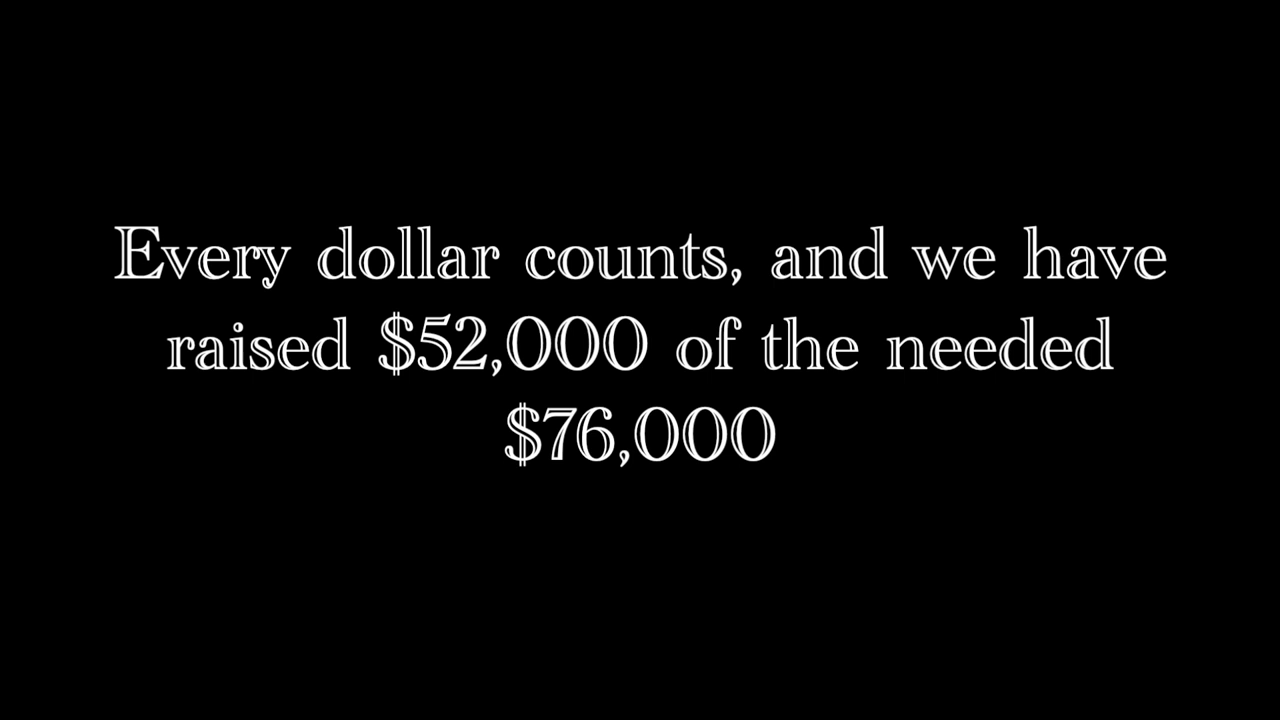 Every dollar counts, and we have
raised $52,000 of the needed
$76,000